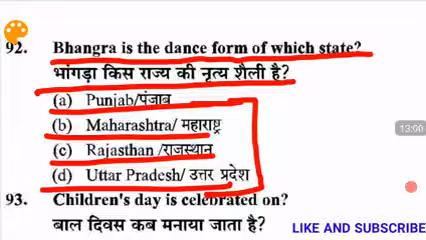 92. Bhangra is the dance form of which state?
भांगड़ा किस राज्य की नृत्य शैली है?
(a) Punjab/पंजाब
(b) Maharashtra/ महाराष्ट्र
(c) Rajasthan /राजस्थान
(d) Uttar Pradesh/ उत्तर प्रदेश
13:00
93. Children's day is celebrated on?
बाल दिवस कब मनाया जाता है?
LIKE AND SUBSCRIBE